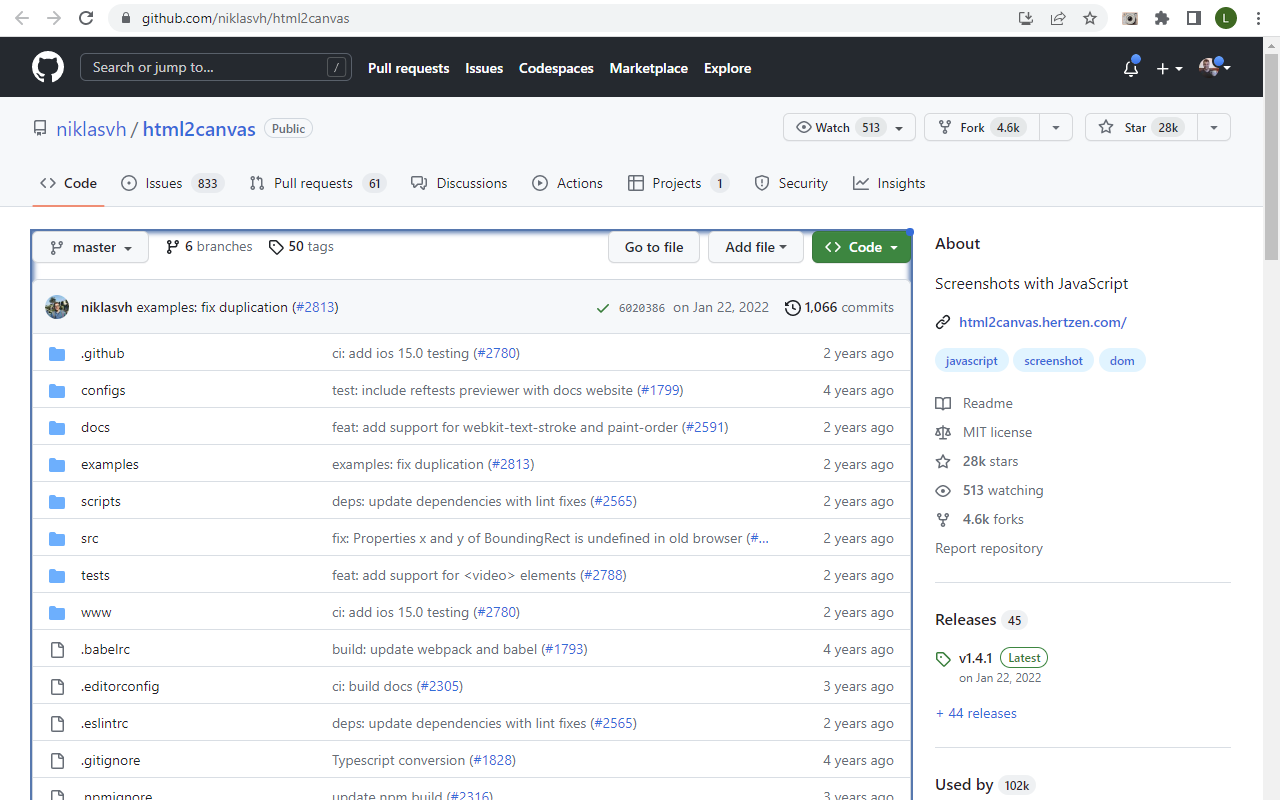 github.com/niklasvh/html2canvas
L
Search or jump to... /
Pull requests Issues Codespaces Marketplace Explore
niklasvh / html2canvas Public
Watch 513 Fork 4.6k Star 28k
Code Issues 833 Pull requests 61 Discussions Actions Projects 1 Security Insights
master 6 branches 50 tags Go to file Add file Code
niklasvh examples: fix duplication (#2813) 6020386 on Jan 22, 2022 1,066 commits
.github ci: add ios 15.0 testing (#2780) 2 years ago
configs test: include reftests previewer with docs website (#1799) 4 years ago
docs feat: add support for webkit-text-stroke and paint-order (#2591) 2 years ago
examples examples: fix duplication (#2813) 2 years ago
scripts deps: update dependencies with lint fixes (#2565) 2 years ago
src fix: Properties x and y of BoundingRect is undefined in old browser (#... 2 years ago
tests feat: add support for <video> elements (#2788) 2 years ago
www ci: add ios 15.0 testing (#2780) 2 years ago
.babelrc build: update webpack and babel (#1793) 4 years ago
.editorconfig ci: build docs (#2305) 3 years ago
.eslintrc deps: update dependencies with lint fixes (#2565) 2 years ago
.gitignore Typescript conversion (#1828) 4 years ago
.npmignore update npm build (#2316) 3 years ago
About
Screenshots with JavaScript
html2canvas.hertzen.com/
javascript screenshot dom
Readme
MIT license
28k stars
513 watching
4.6k forks
Report repository
Releases 45
v1.4.1 Latest
on Jan 22, 2022
+ 44 releases
Used by 102k